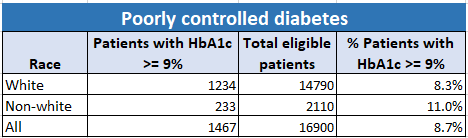 Poorly controlled diabetes
Race Patients with HbA1c >= 9% Total eligible patients % Patients with HbA1c >= 9%
White 1234 14790 8.3%
Non-white 233 2110 11.0%
All 1467 16900 8.7%